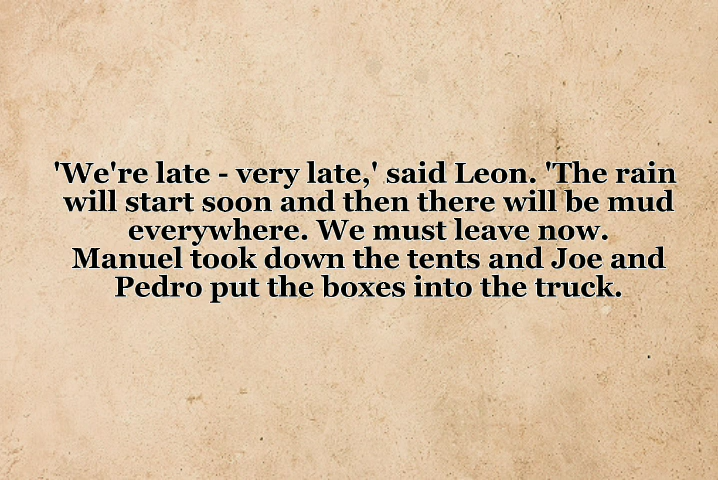 'We're late - very late,' said Leon. 'The rain
will start soon and then there will be mud
everywhere. We must leave now.
Manuel took down the tents and Joe and
Pedro put the boxes into the truck.